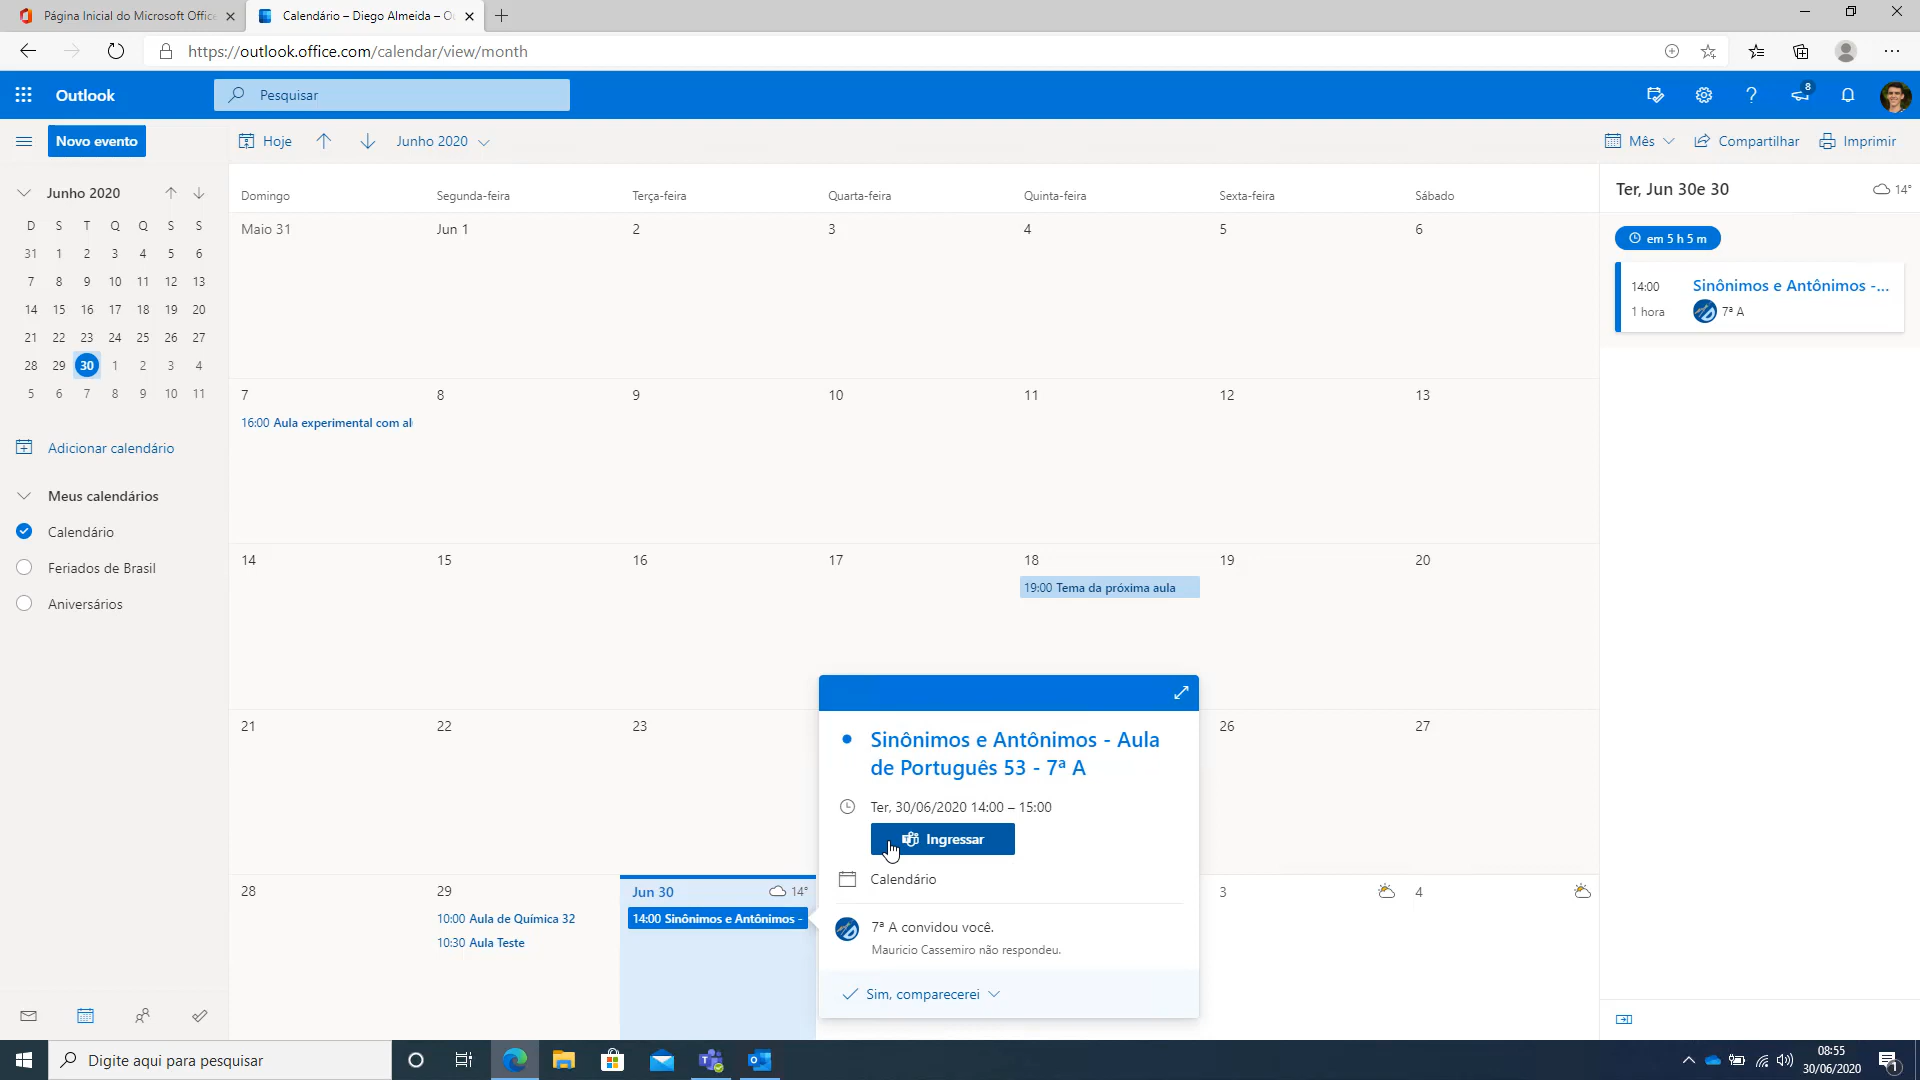 Página Inicial do Microsoft Office
Calendário – Diego Almeida – Ou
https://outlook.office.com/calendar/view/month
Outlook
Pesquisar
8
Novo evento
Hoje
Junho 2020
Mês
Compartilhar
Imprimir
Junho 2020
D S T Q Q S S
31 1 2 3 4 5 6
7 8 9 10 11 12 13
14 15 16 17 18 19 20
21 22 23 24 25 26 27
28 29 30 1 2 3 4
5 6 7 8 9 10 11
Adicionar calendário
Meus calendários
Calendário
Feriados de Brasil
Aniversários
Domingo Segunda-feira Terça-feira Quarta-feira Quinta-feira Sexta-feira Sábado
Maio 31 Jun 1 2 3 4 5 6
7 8 9 10 11 12 13
16:00 Aula experimental com al
14 15 16 17 18 19 20
19:00 Tema da próxima aula
21 22 23 26 27
28 29 Jun 30 14° 3 4
10:00 Aula de Química 32
10:30 Aula Teste
14:00 Sinônimos e Antônimos -
Sinônimos e Antônimos - Aula
de Português 53 - 7ª A
Ter, 30/06/2020 14:00 – 15:00
Ingressar
Calendário
7ª A convidou você.
Mauricio Cassemiro não respondeu.
Sim, comparecerei
Ter, Jun 30e 30
14°
em 5 h 5 m
14:00 Sinônimos e Antônimos -...
1 hora 7ª A
Digite aqui para pesquisar
08:55
30/06/2020
1